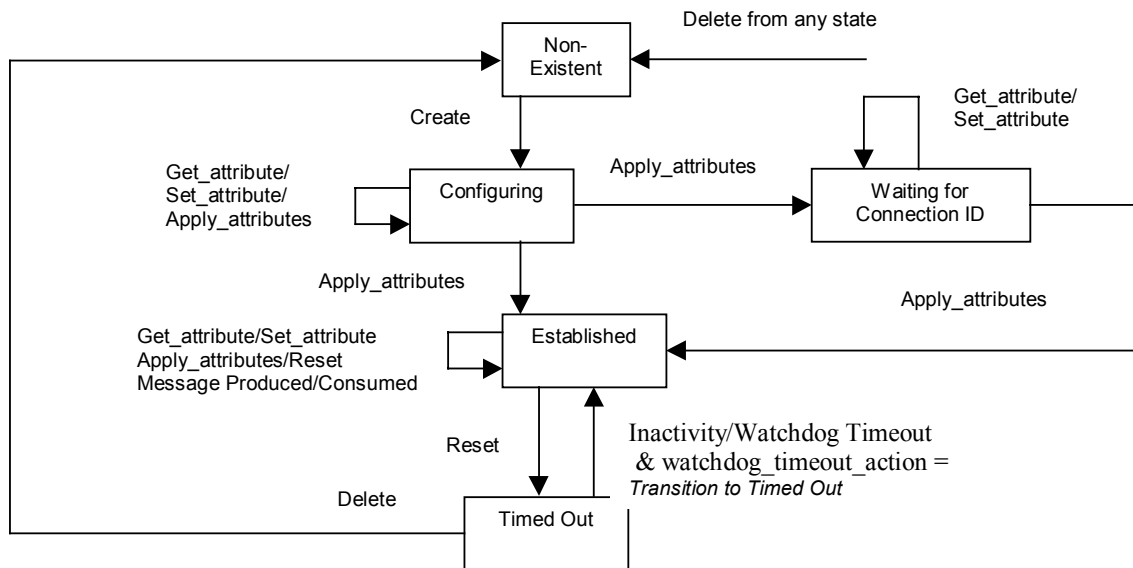 Delete from any state
Non-
Existent
Create
Get_attribute/
Set_attribute
Get_attribute/
Set_attribute/
Apply_attributes
Configuring
Apply_attributes
Waiting for
Connection ID
Apply_attributes
Apply_attributes
Get_attribute/Set_attribute
Apply_attributes/Reset
Message Produced/Consumed
Established
Reset
Inactivity/Watchdog Timeout
& watchdog_timeout_action =
Transition to Timed Out
Delete
Timed Out